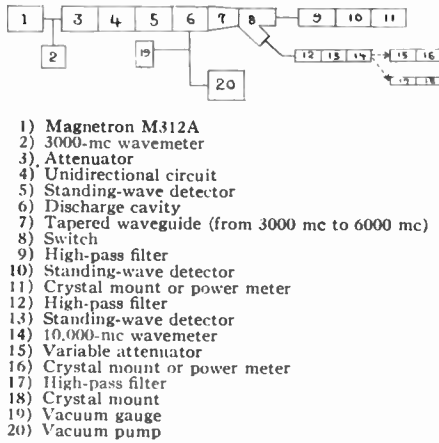 1 3 4 5 6 7 8 9 10 11
2 19 12 13 14 15 16
20 17 18
1) Magnetron M312A
2) 3000-mc wavemeter
3) Attenuator
4) Unidirectional circuit
5) Standing-wave detector
6) Discharge cavity
7) Tapered waveguide (from 3000 mc to 6000 mc)
8) Switch
9) High-pass filter
10) Standing-wave detector
11) Crystal mount or power meter
12) High-pass filter
13) Standing-wave detector
14) 10,000-mc wavemeter
15) Variable attenuator
16) Crystal mount or power meter
17) High-pass filter
18) Crystal mount
19) Vacuum gauge
20) Vacuum pump